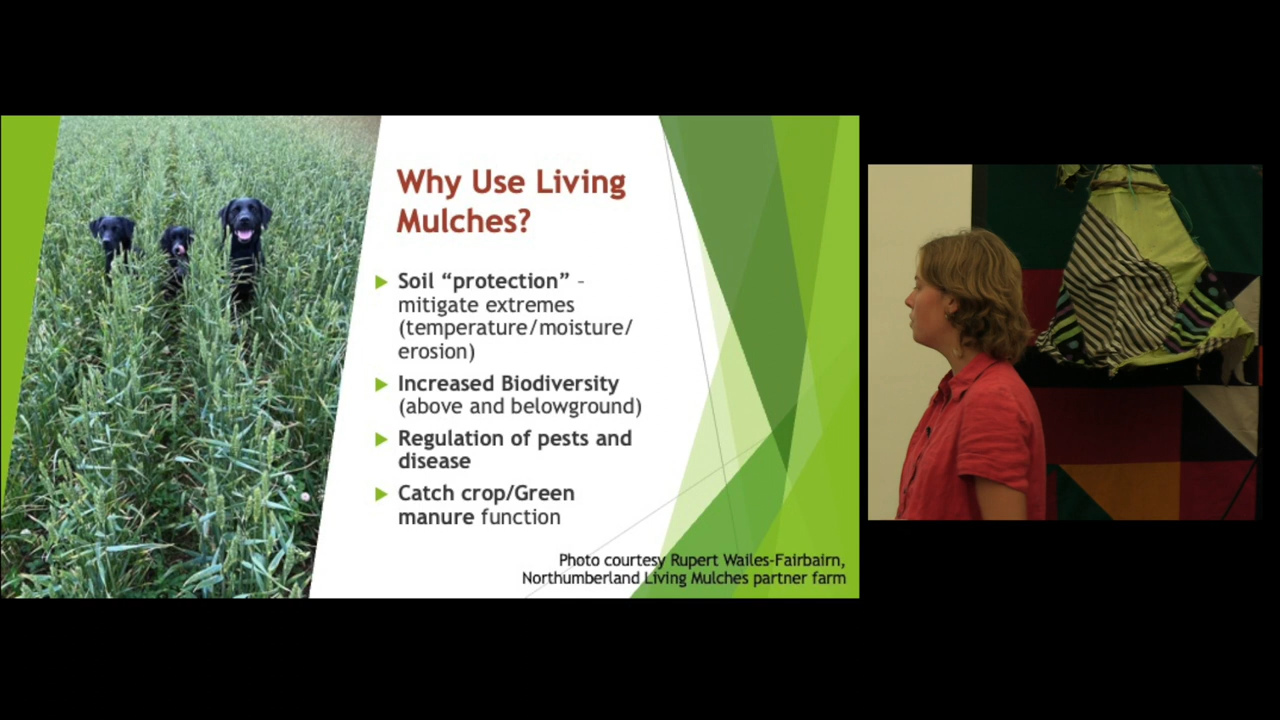 Why Use Living
Mulches?
Soil “protection” –
mitigate extremes
(temperature/moisture/
erosion)
Increased Biodiversity
(above and belowground)
Regulation of pests and
disease
Catch crop/Green
manure function
Photo courtesy Rupert Wailes-Fairbairn,
Northumberland Living Mulches partner farm